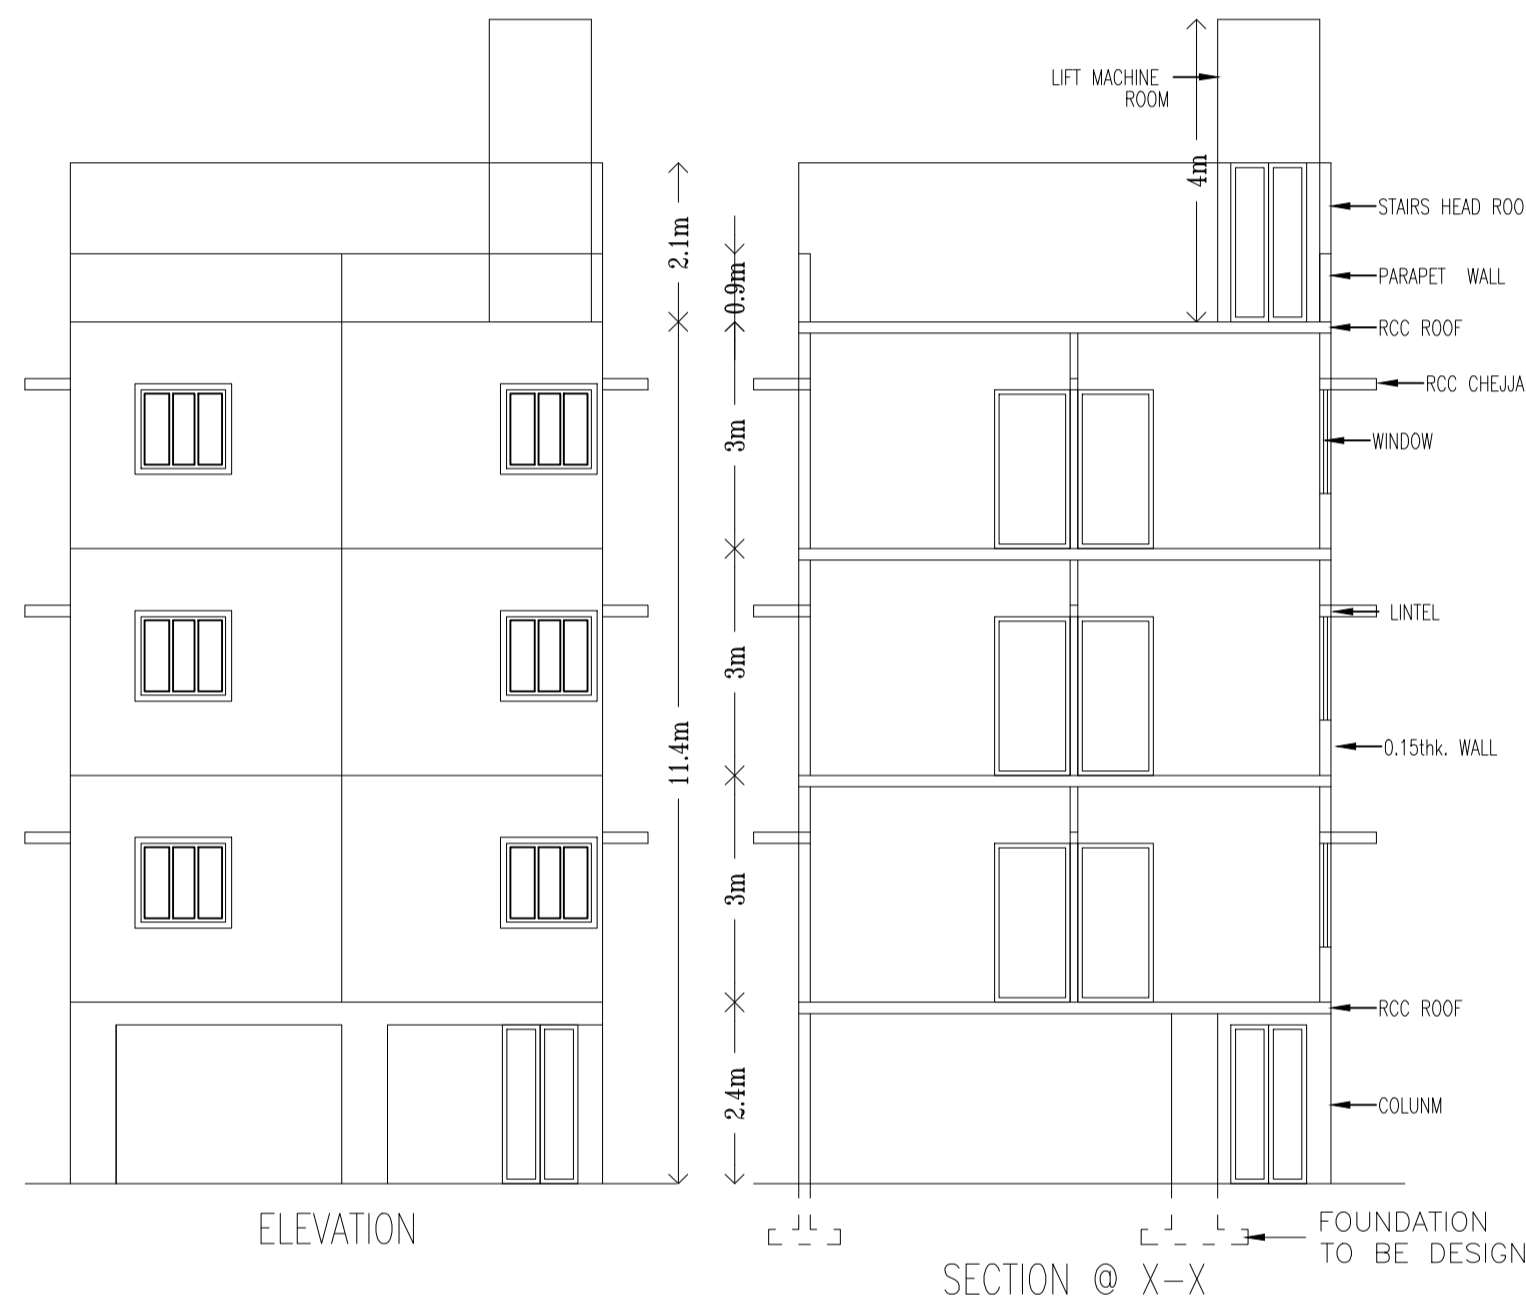 LIFT MACHINE
ROOM
4m
STAIRS HEAD ROO
2.1m
0.9m
PARAPET WALL
RCC ROOF
RCC CHEJJA
3m
WINDOW
LINTEL
3m
11.4m
0.15thk. WALL
3m
RCC ROOF
2.4m
COLUNM
ELEVATION
FOUNDATION
TO BE DESIGN
SECTION @ X-X